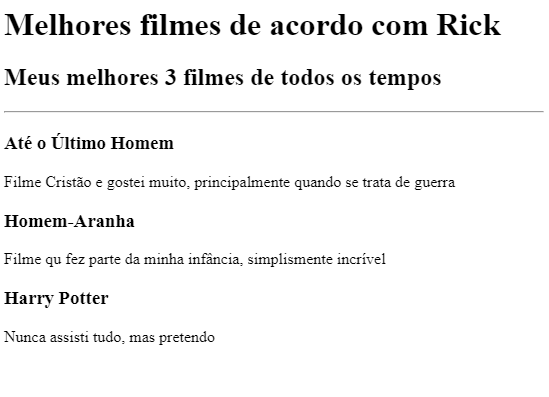 Melhores filmes de acordo com Rick
Meus melhores 3 filmes de todos os tempos
Até o Último Homem
Filme Cristão e gostei muito, principalmente quando se trata de guerra
Homem-Aranha
Filme qu fez parte da minha infância, simplismente incrível
Harry Potter
Nunca assisti tudo, mas pretendo